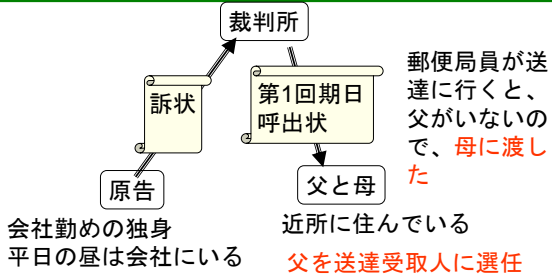 裁判所
訴状
第1回期日
呼出状
郵便局員が送
達に行くと、
父がいないの
で、母に渡し
た
原告
父と母
会社勤めの独身
平日の昼は会社にいる
近所に住んでいる
父を送達受取人に選任